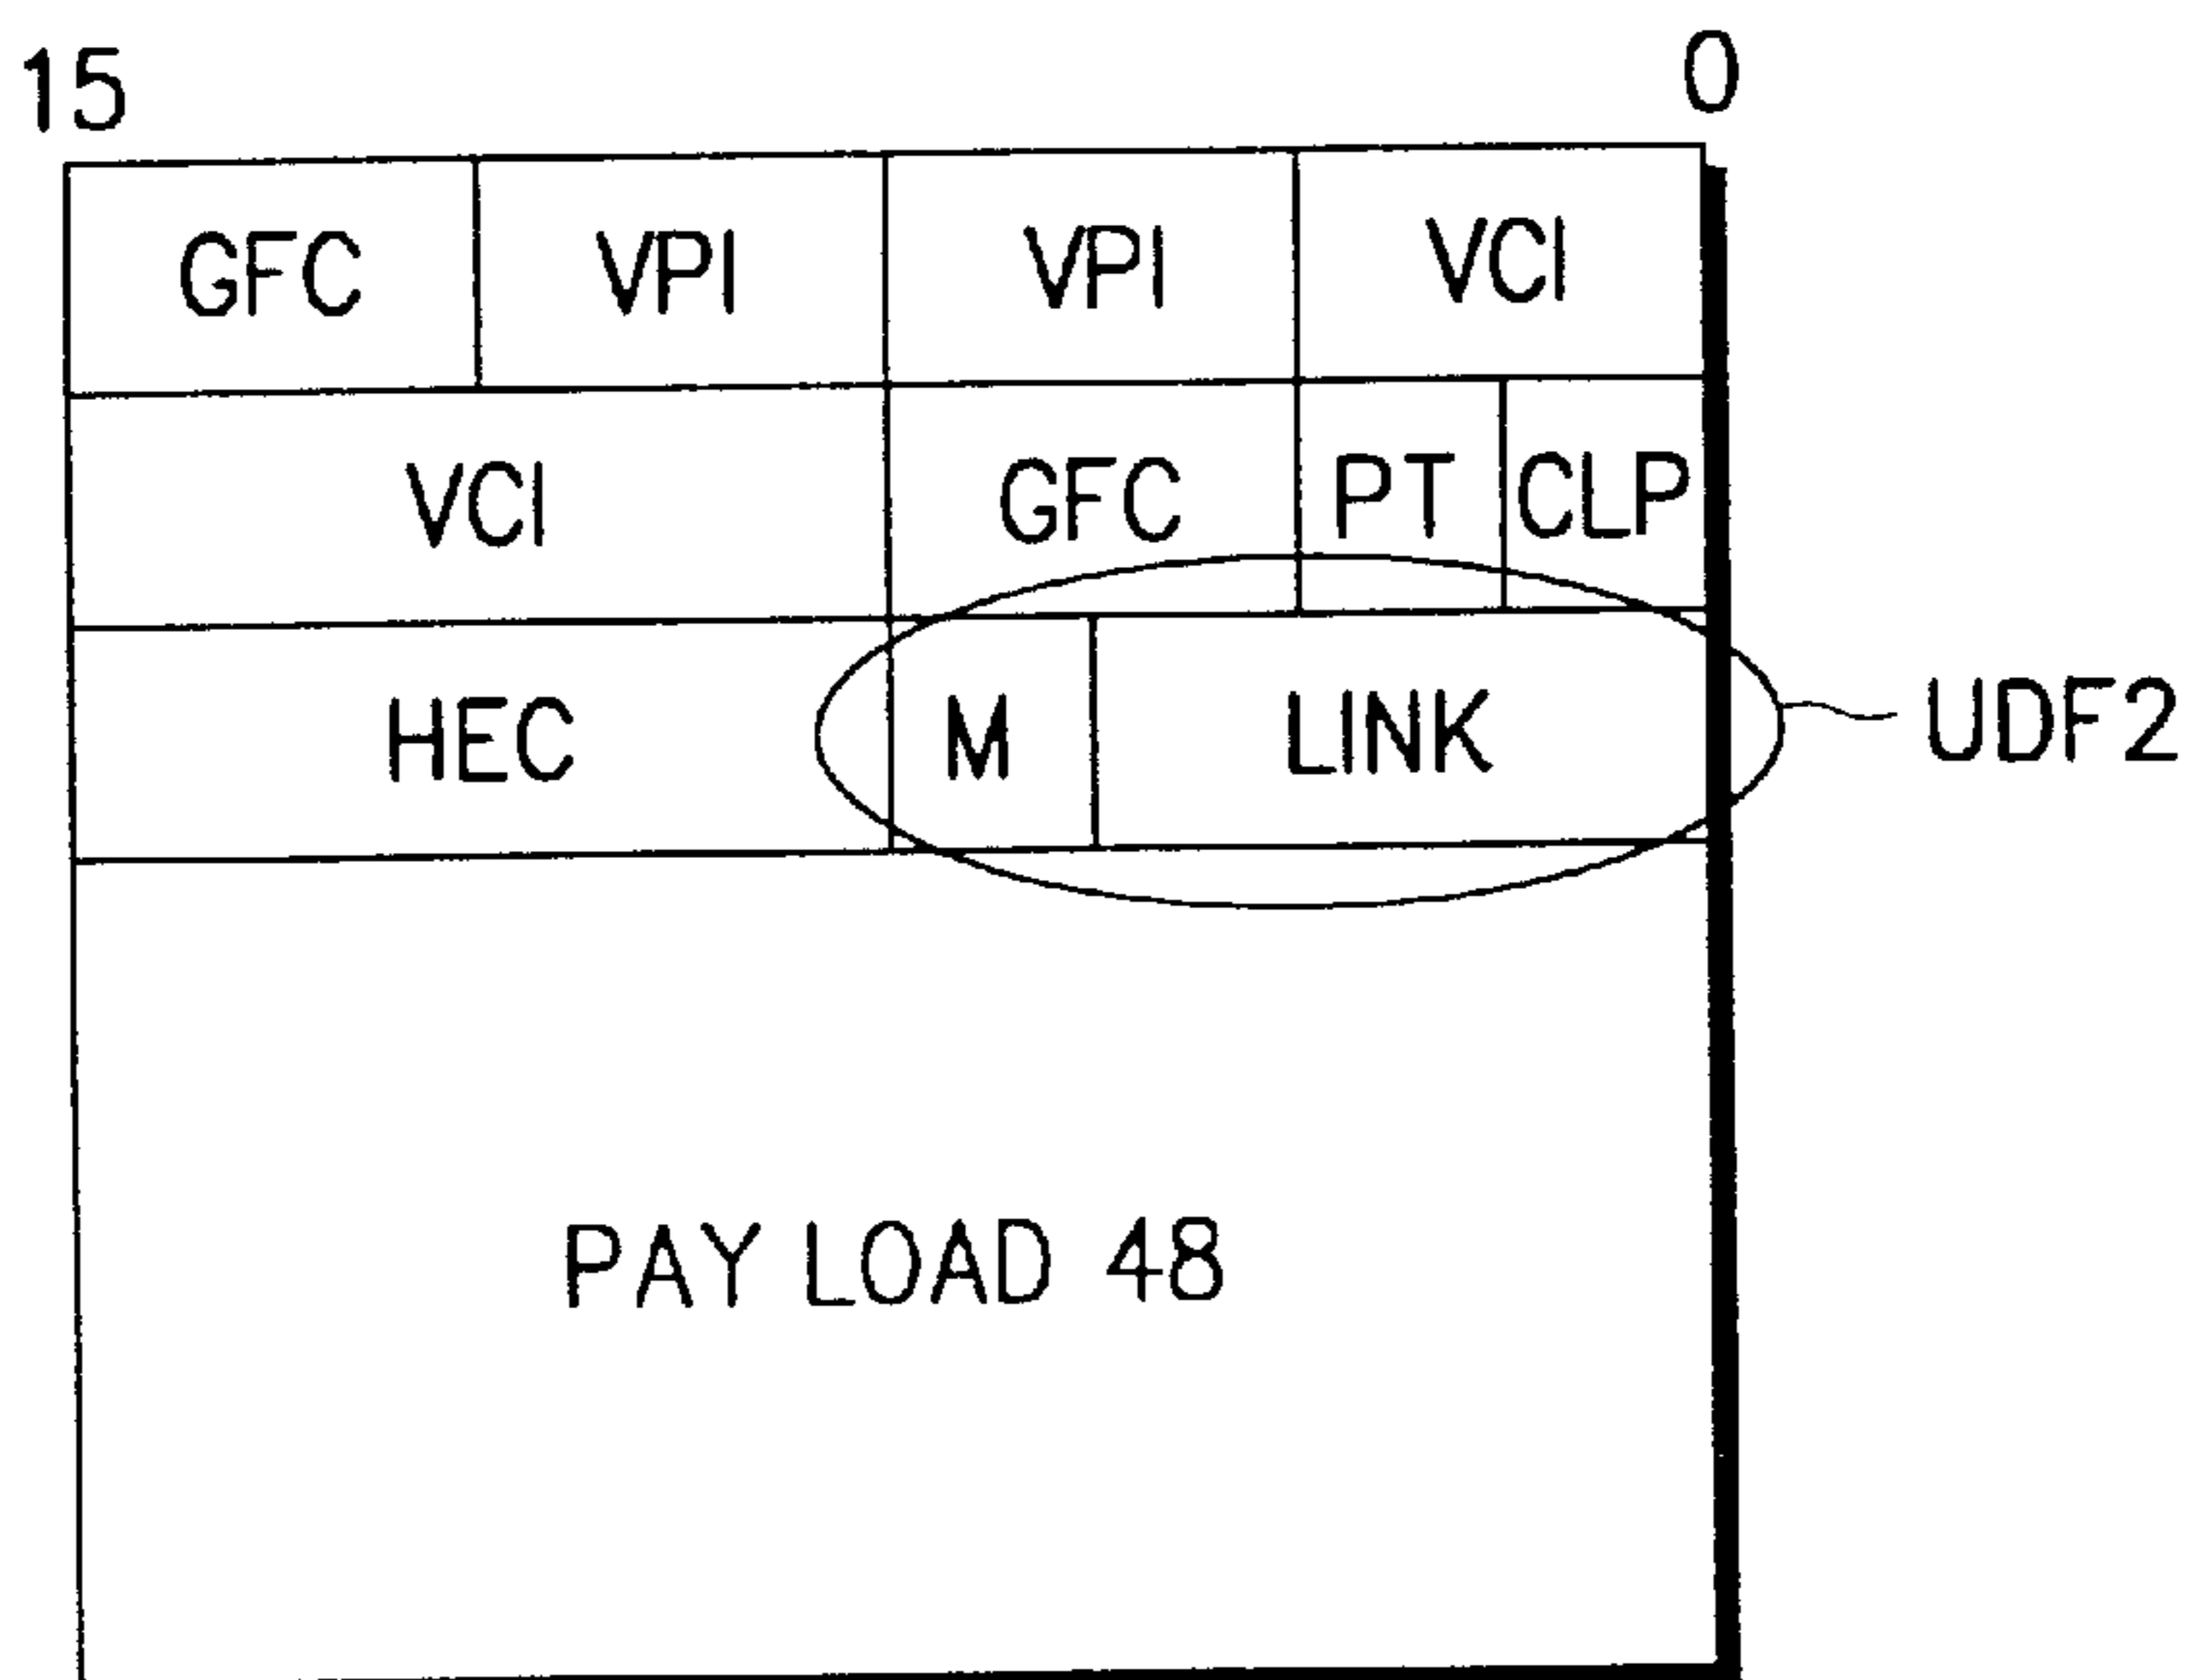 15 0
GFC VPI VPI VCI
VCI GFC PT CLP
HEC M LINK UDF2
PAY LOAD 48